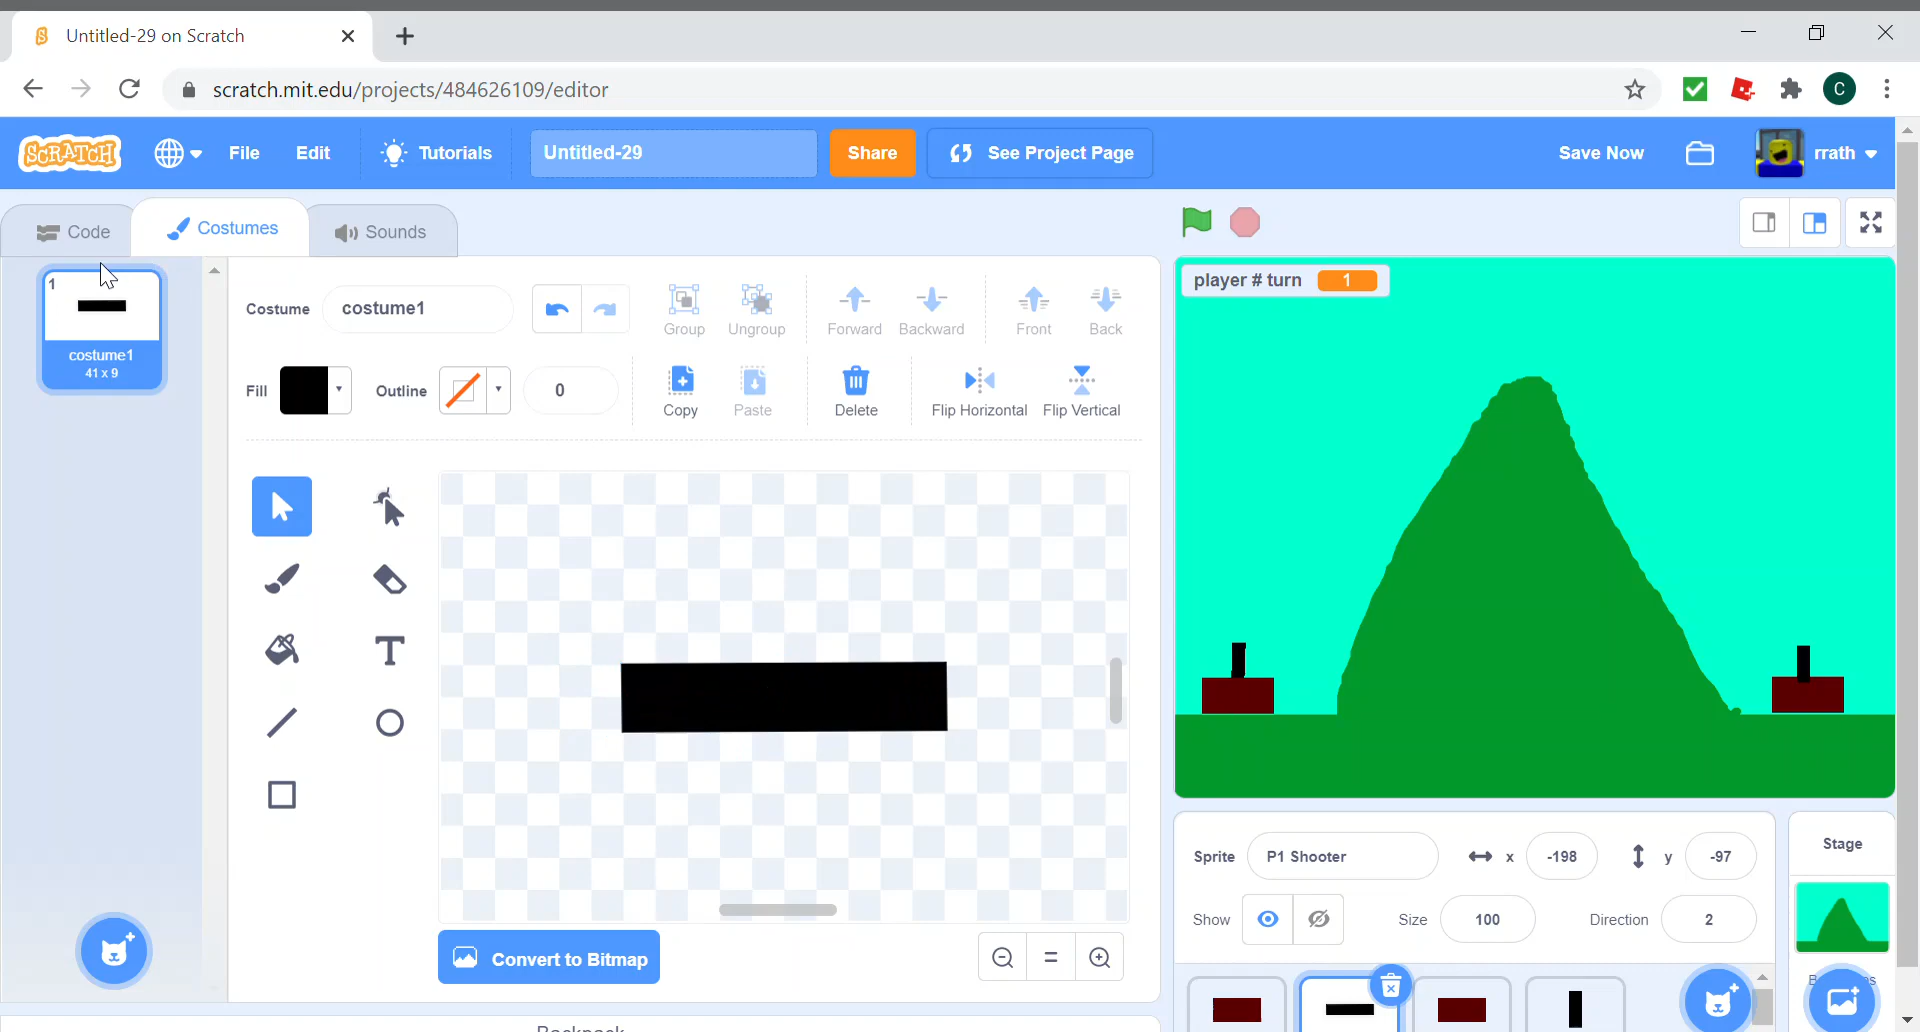 Untitled-29 on Scratch
scratch.mit.edu/projects/484626109/editor
C
SCRATCH File Edit Tutorials Untitled-29 Share See Project Page Save Now rrath
Code Costumes Sounds
1
costume1
41 x 9
Costume costume1 Group Ungroup Forward Backward Front Back
Fill Outline 0 Copy Paste Delete Flip Horizontal Flip Vertical
T
Convert to Bitmap
player # turn 1
Sprite P1 Shooter x -198 y -97
Show Size 100 Direction 2
Stage